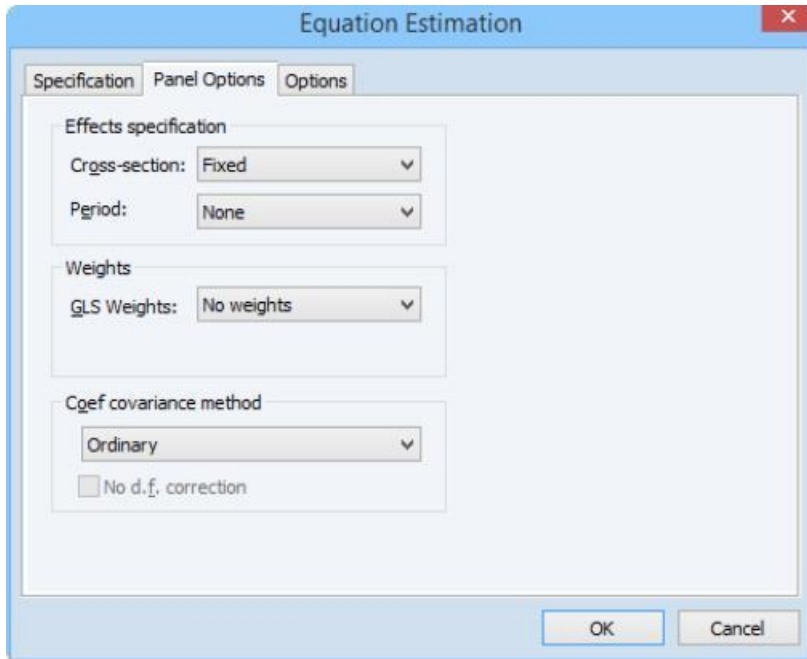 Equation Estimation
Specification Panel Options Options
Effects specification
Cross-section: Fixed
Period: None
Weights
GLS Weights: No weights
Coef covariance method
Ordinary
No d.f. correction
OK Cancel